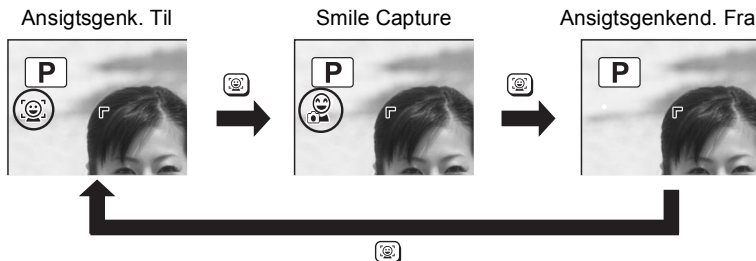 Ansigtsgenk. Til
Smile Capture
Ansigtsgenkend. Fra
P
P
P